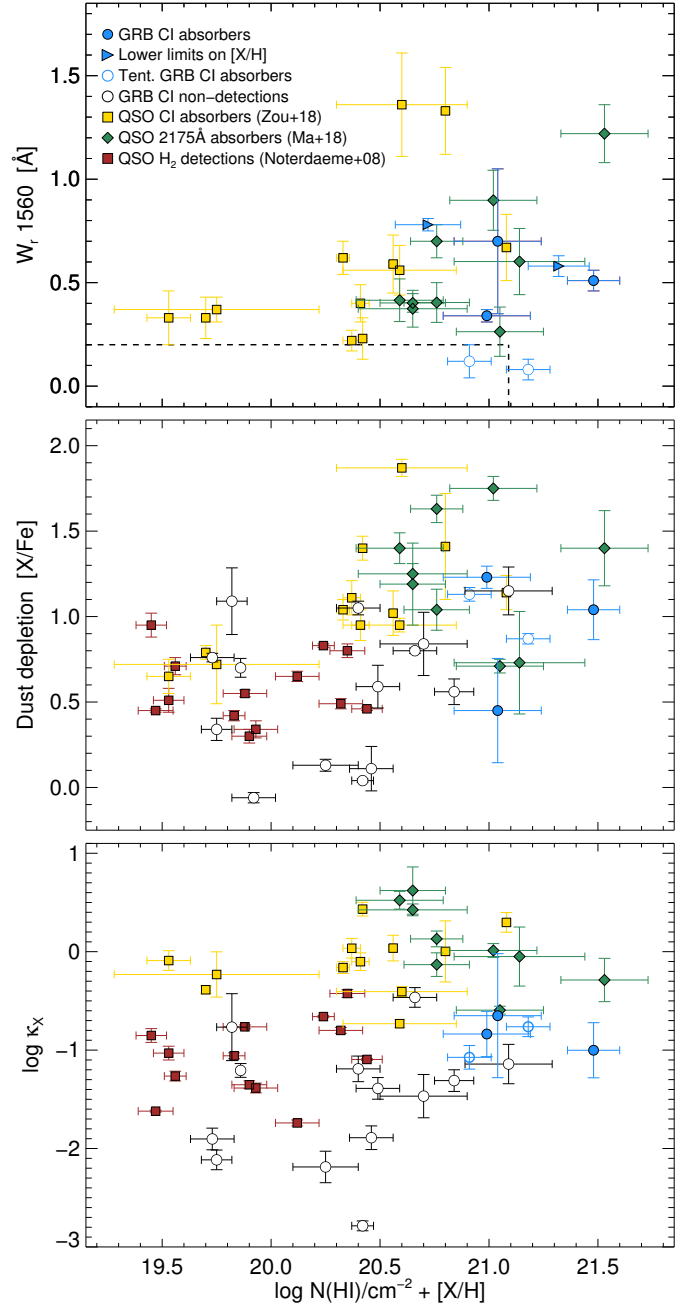 GRB CI absorbers
Lower limits on [X/H]
Tent. GRB CI absorbers
GRB CI non-detections
QSO CI absorbers (Zou+18)
QSO 2175Å absorbers (Ma+18)
QSO H₂ detections (Noterdaeme+08)
Wᵣ 1560 [Å]
1.5
1.0
0.5
0.0
Dust depletion [X/Fe]
2.0
1.5
1.0
0.5
0.0
log κ_X
1
0
−1
−2
−3
19.5 20.0 20.5 21.0 21.5
log N(HI)/cm⁻² + [X/H]